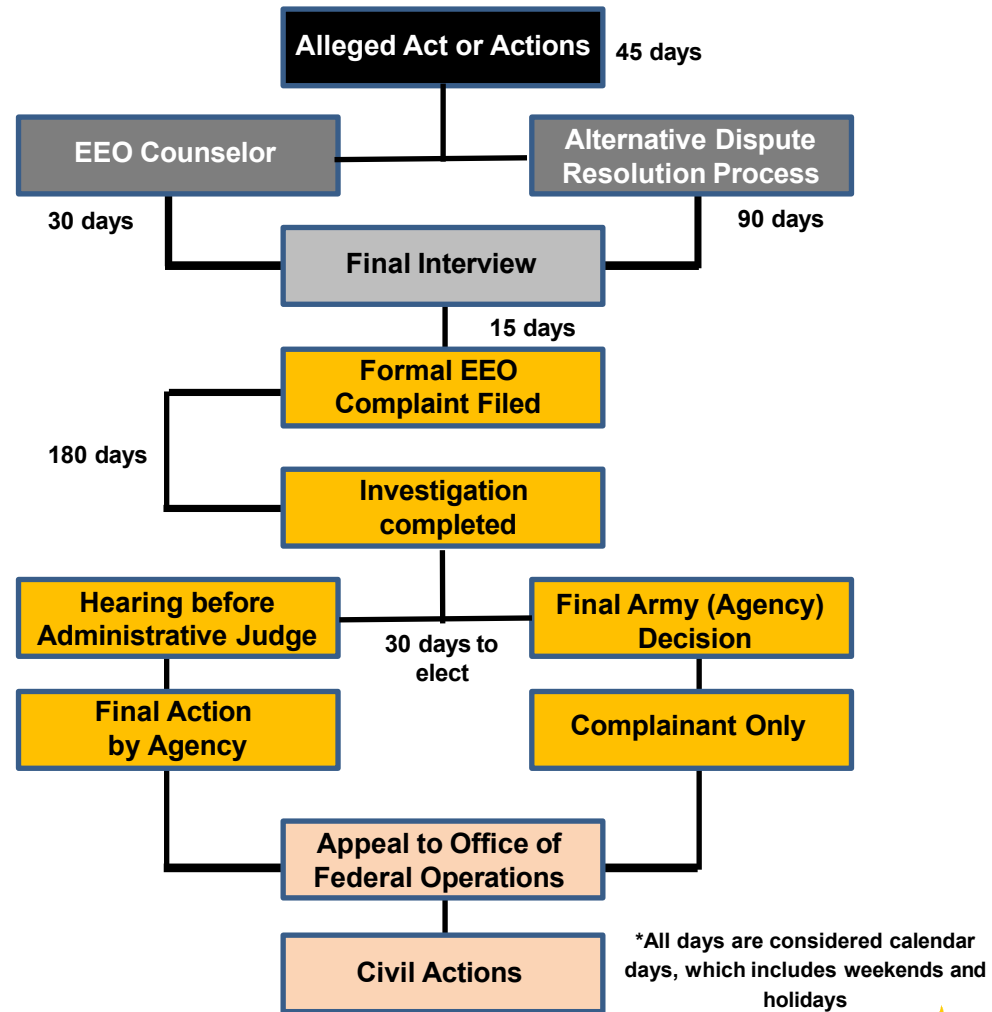 Alleged Act or Actions
45 days
EEO Counselor
Alternative Dispute
Resolution Process
30 days
90 days
Final Interview
15 days
Formal EEO
Complaint Filed
180 days
Investigation
completed
Hearing before
Administrative Judge
30 days to
elect
Final Army (Agency)
Decision
Final Action
by Agency
Complainant Only
Appeal to Office of
Federal Operations
Civil Actions
*All days are considered calendar
days, which includes weekends and
holidays